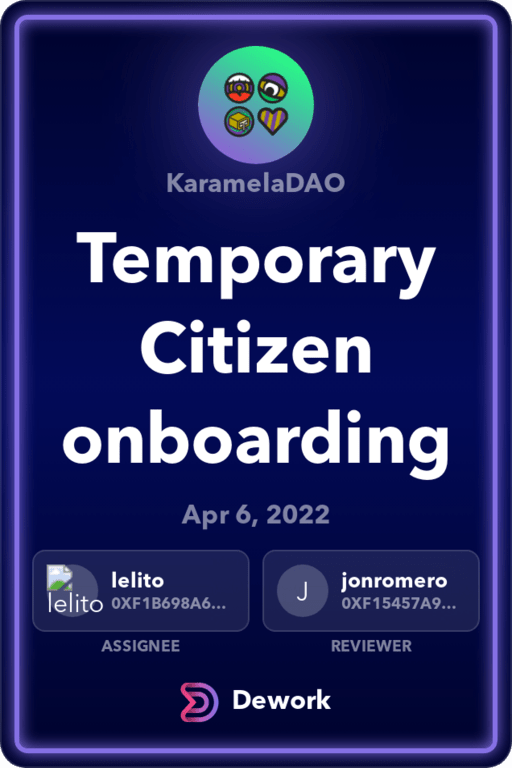 KaramelaDAO
Temporary
Citizen
onboarding
Apr 6, 2022
lelito
lelito
0XF1B698A6...
ASSIGNEE
J
jonromero
0XF15457A9...
REVIEWER
Dework